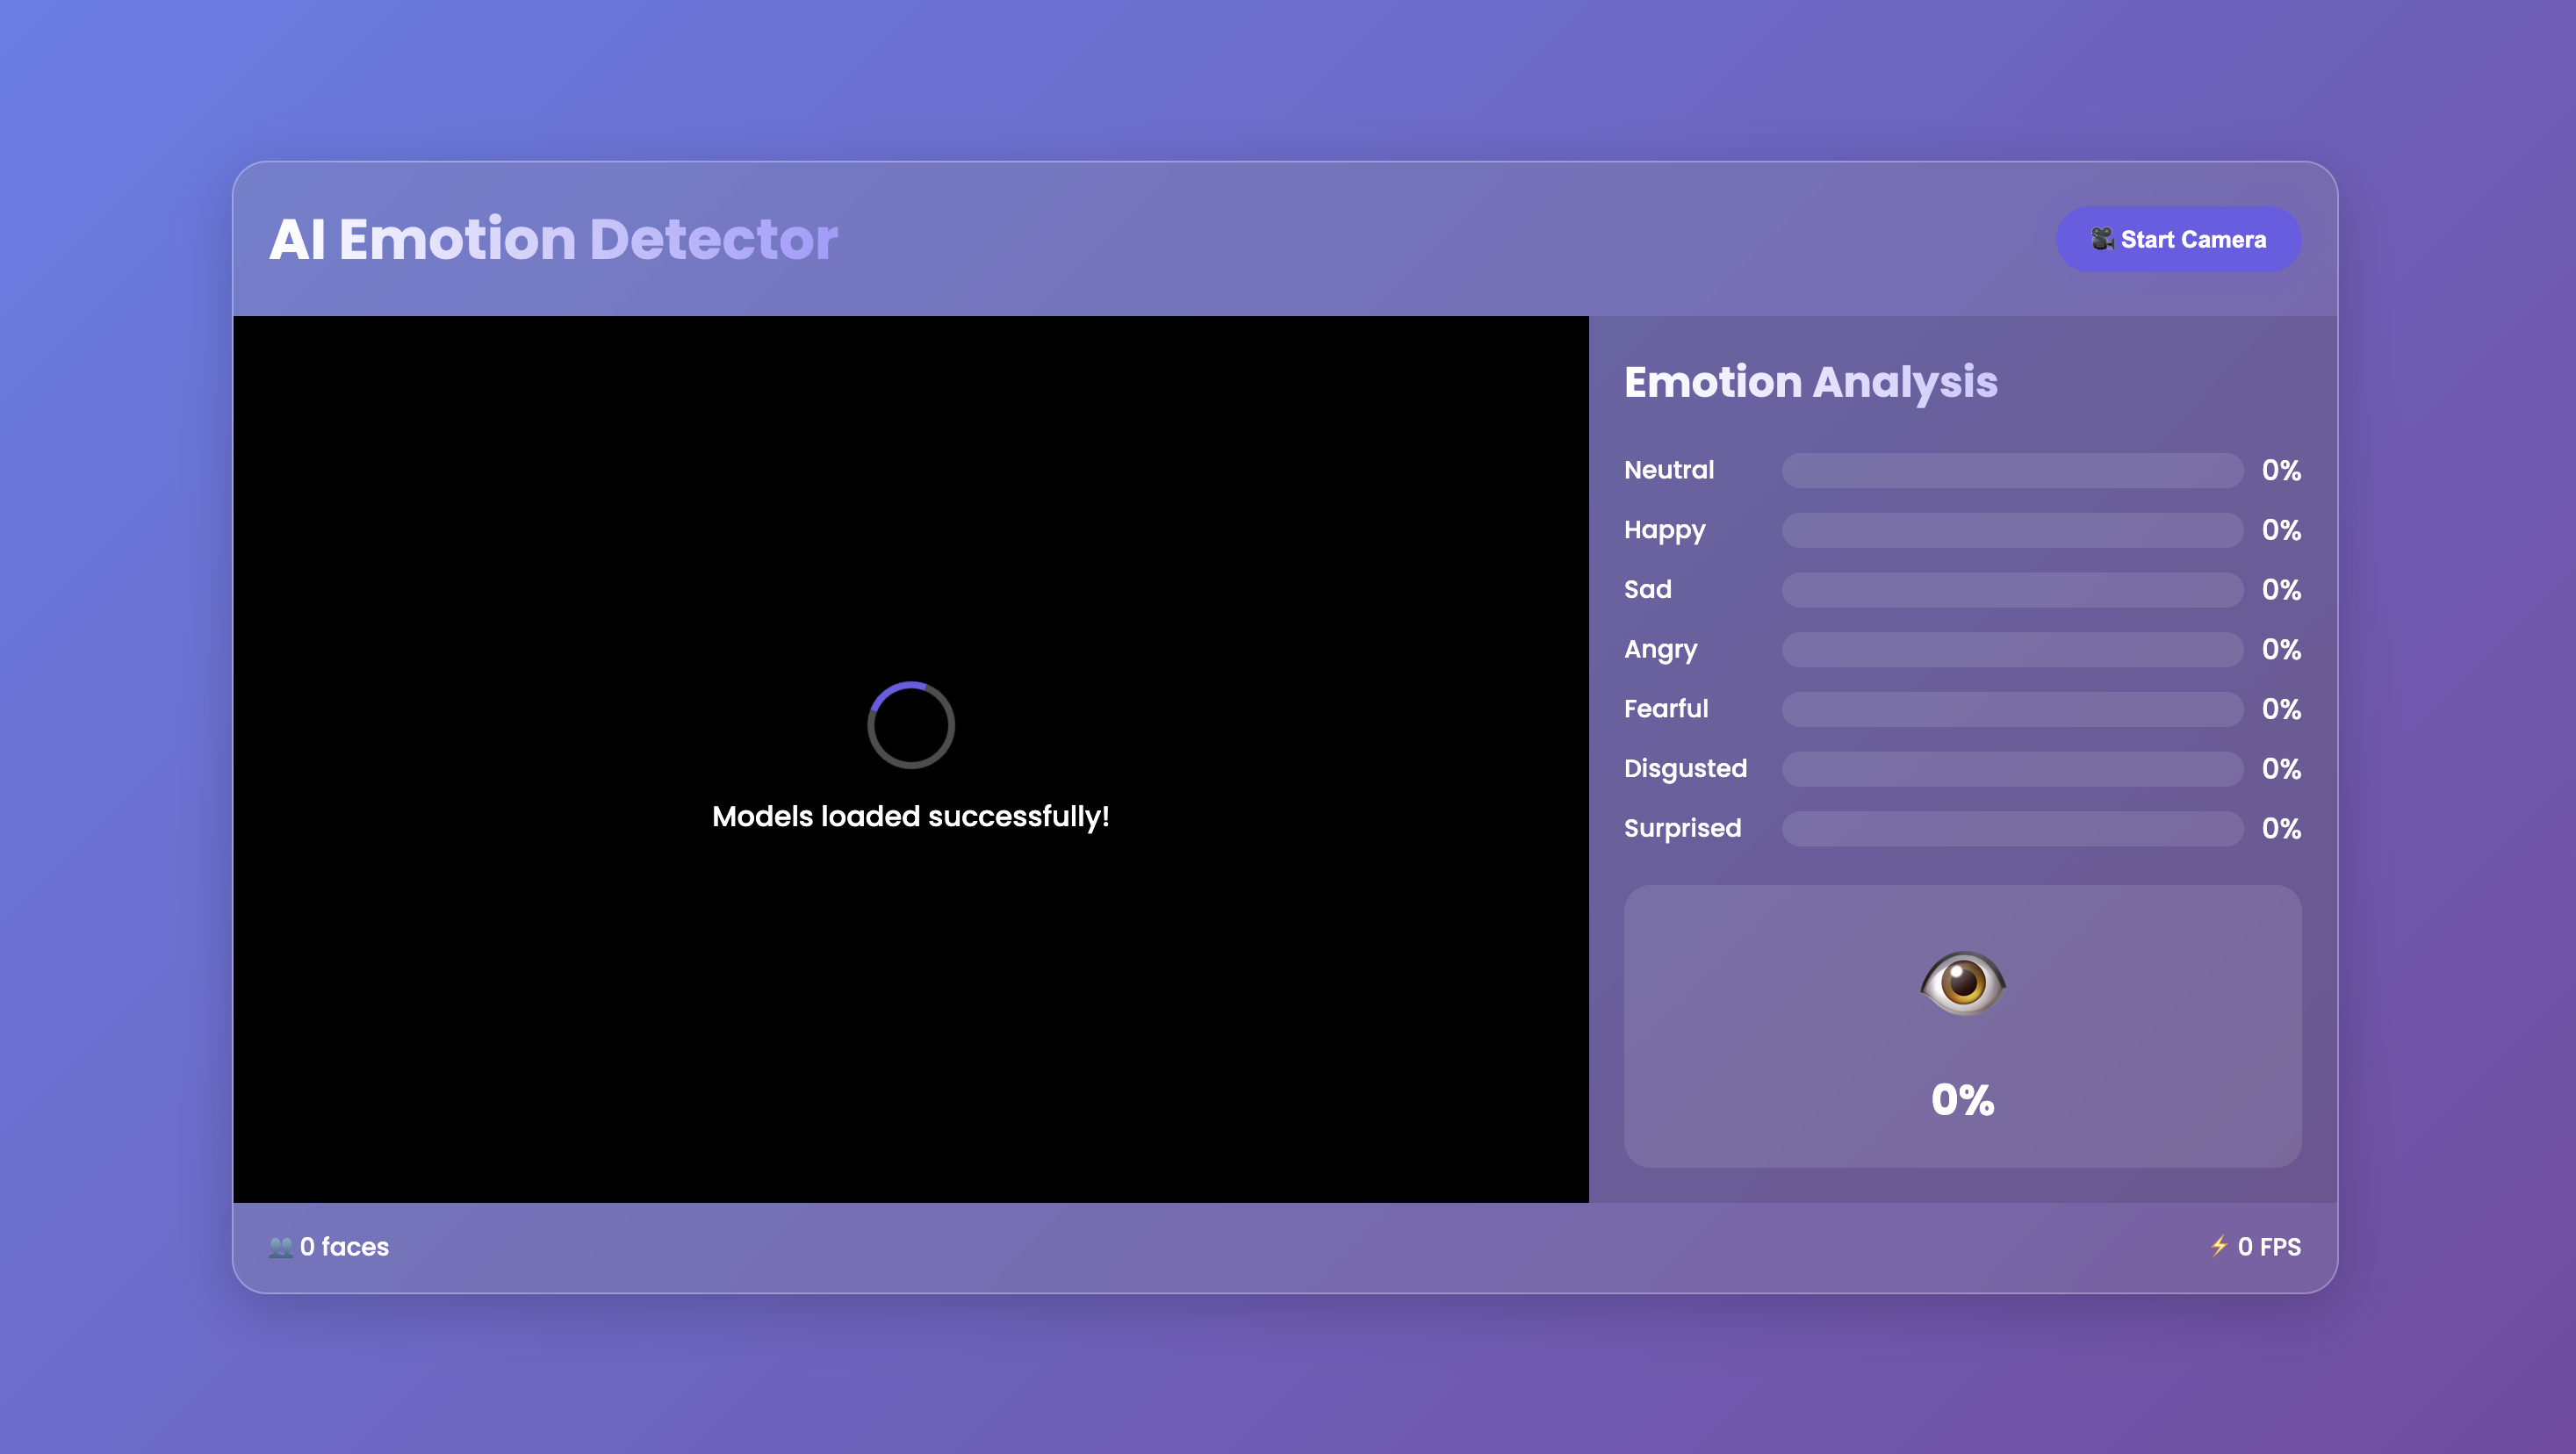 AI Emotion Detector
🎥 Start Camera
Models loaded successfully!
Emotion Analysis
Neutral 0%
Happy 0%
Sad 0%
Angry 0%
Fearful 0%
Disgusted 0%
Surprised 0%
👁️
0%
👥 0 faces
⚡ 0 FPS